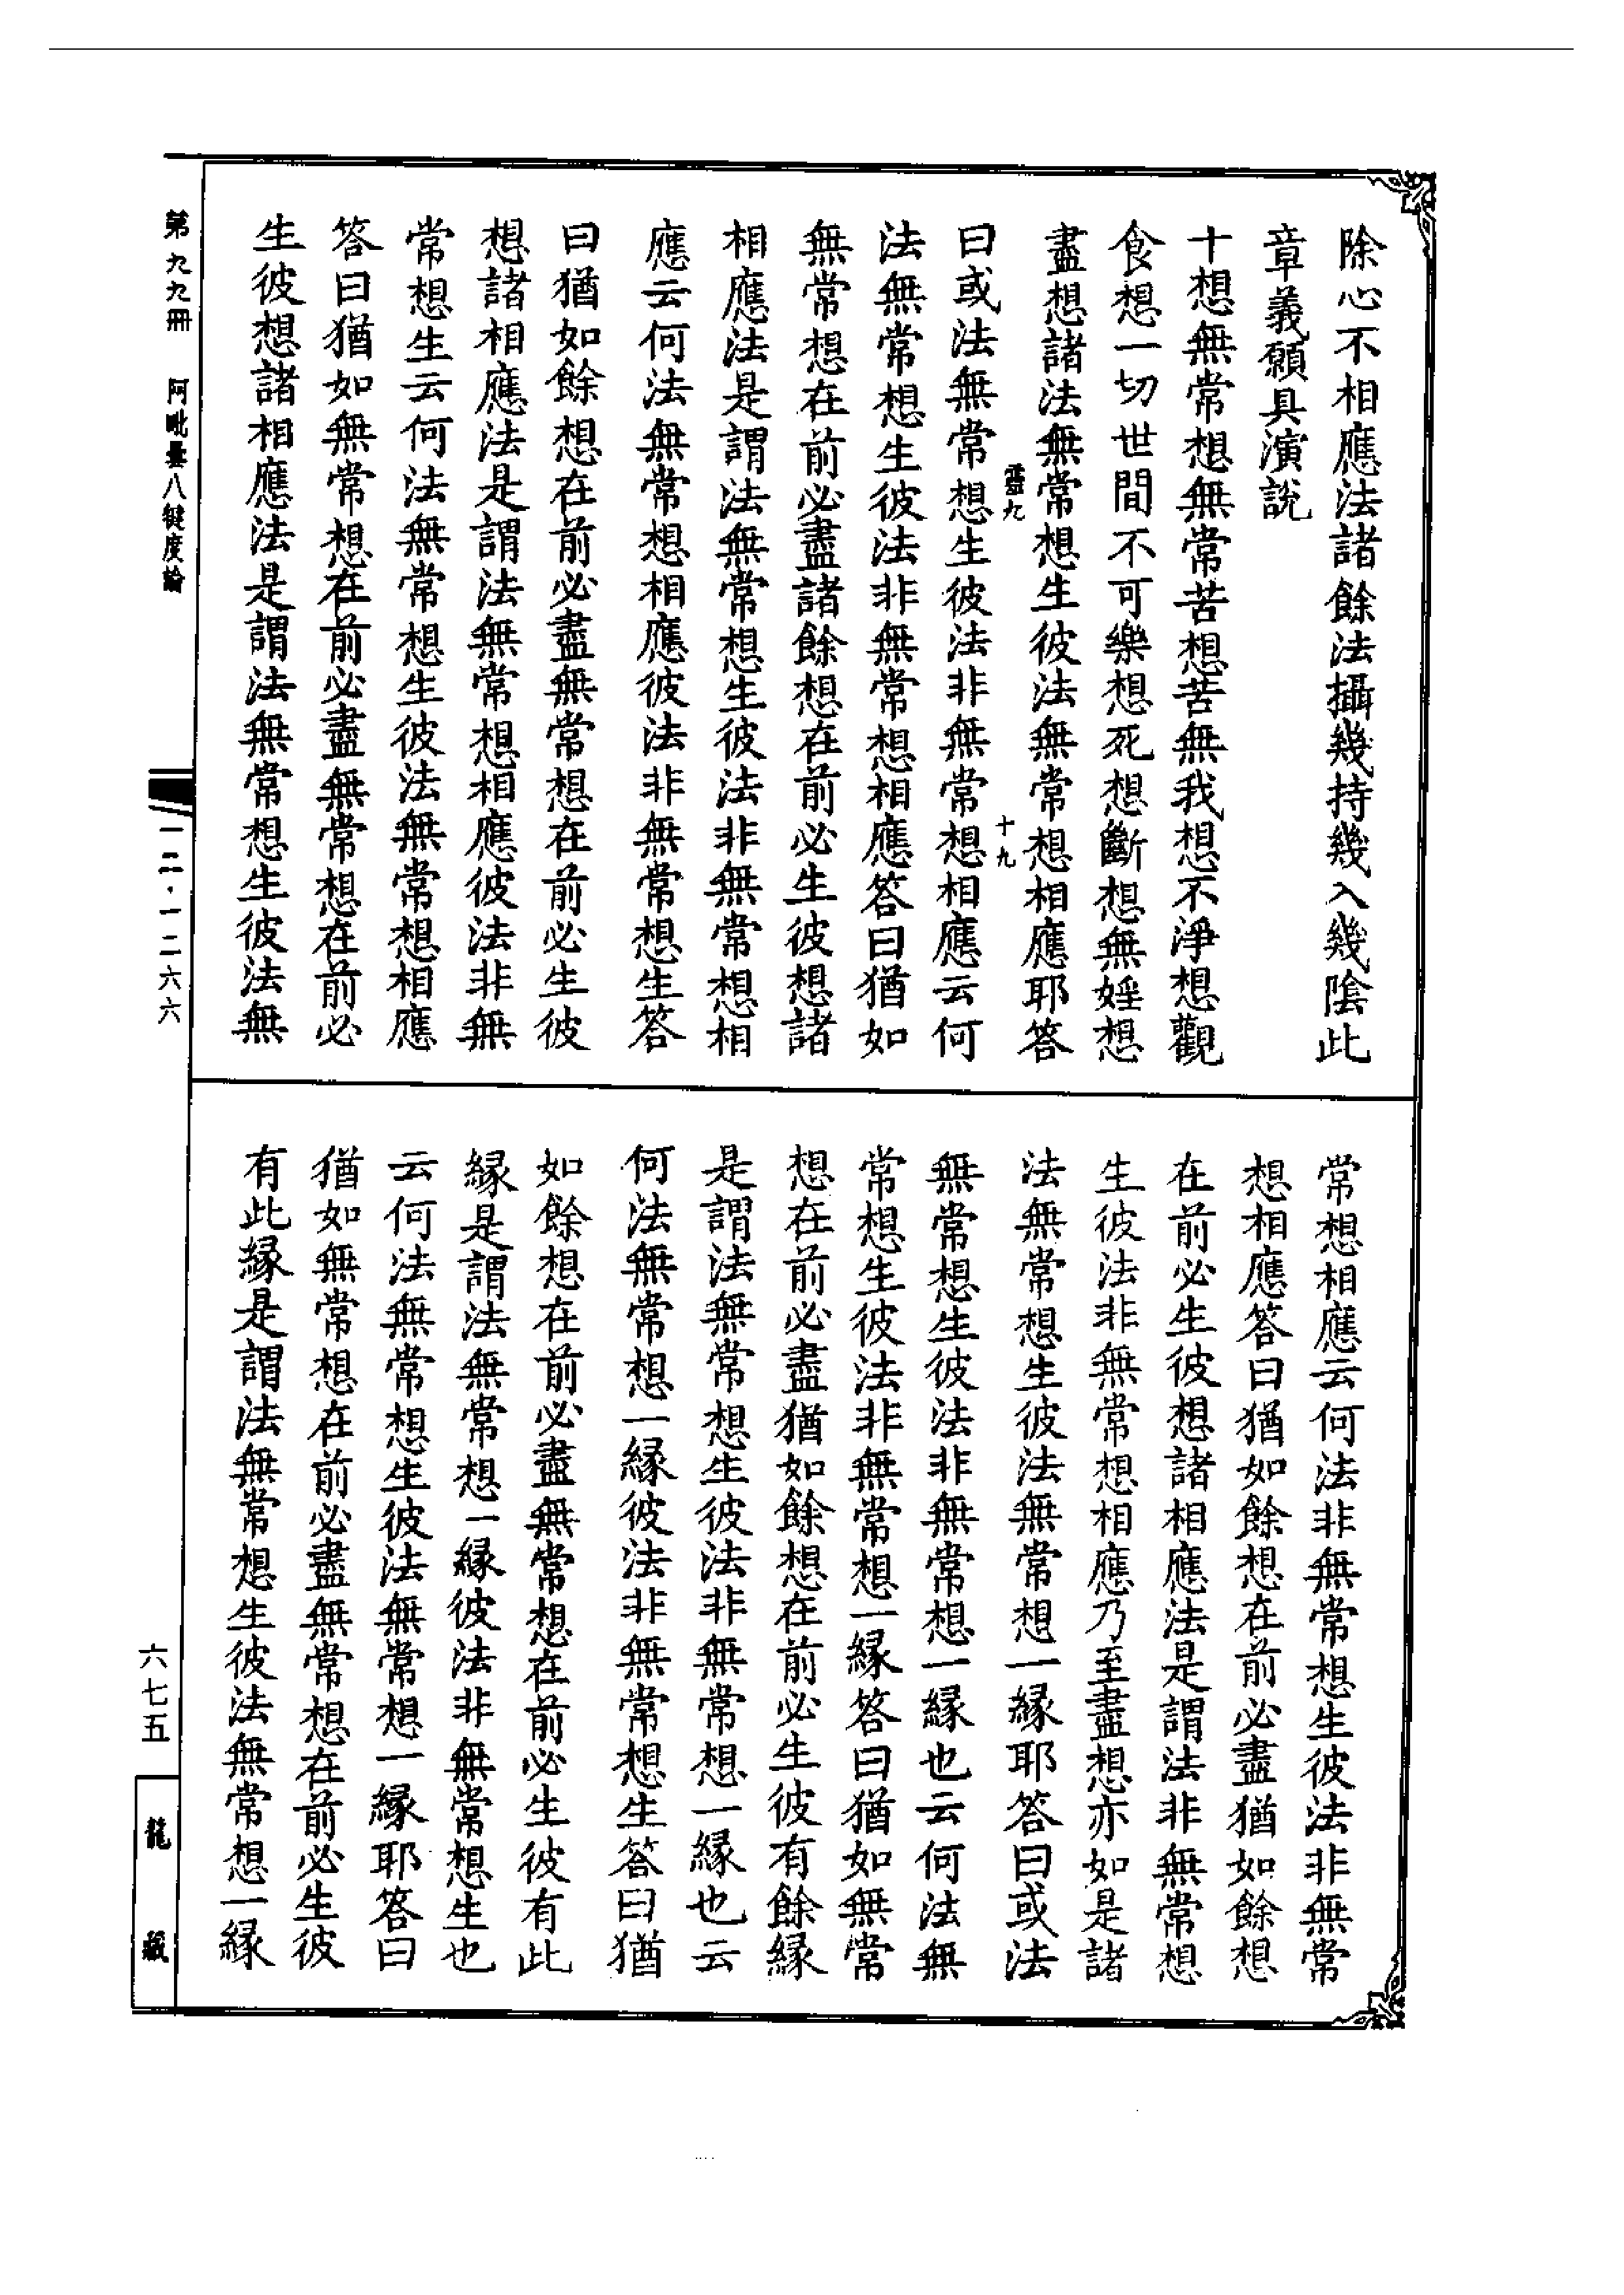 除心不相應法諸餘法攝幾持幾入幾陰此
章義願具演說
十想無常想無常苦想苦無我想不淨想觀
食想一切世間不可樂想死想斷想無婬想
盡想諸法無常想生彼法無常想相應耶答
靈九
十九
曰或法無常想生彼法非無常想相應云何
法無常想生彼法非無常想相應答曰猶如
無常想在前必盡諸餘想在前必生彼想諸
相應法是謂法無常想生彼法非無常想相
應云何法無常想相應彼法非無常想生答
曰猶如餘想在前必盡無常想在前必生彼
想諸相應法是謂法無常想相應彼法非無
常想生云何法無常想生彼法無常想相應
答曰猶如無常想在前必盡無常想在前必
生彼想諸相應法是謂法無常想生彼法無
常想相應云何法非無常想生彼法非無常
想相應答曰猶如餘想在前必盡猶如餘想
在前必生彼想諸相應法是謂法非無常想
生彼法非無常想相應乃至盡想亦如是諸
法無常想生彼法無常想一緣耶答曰或法
無常想生彼法非無常想一緣也云何法無
常想生彼法非無常想一緣答曰猶如無常
想在前必盡猶如餘想在前必生彼有餘緣
是謂法無常想生彼法非無常想一緣也云
何法無常想一緣彼法非無常想生答曰猶
如餘想在前必盡無常想在前必生彼有此
緣是謂法無常想一緣彼法非無常想生也
云何法無常想生彼法無常想一緣耶答曰
猶如無常想在前必盡無常想在前必生彼
有此緣是謂法無常想生彼法無常想一緣
第九九冊 阿毗曇八犍度論
一二·一二六六
六七五
龍藏